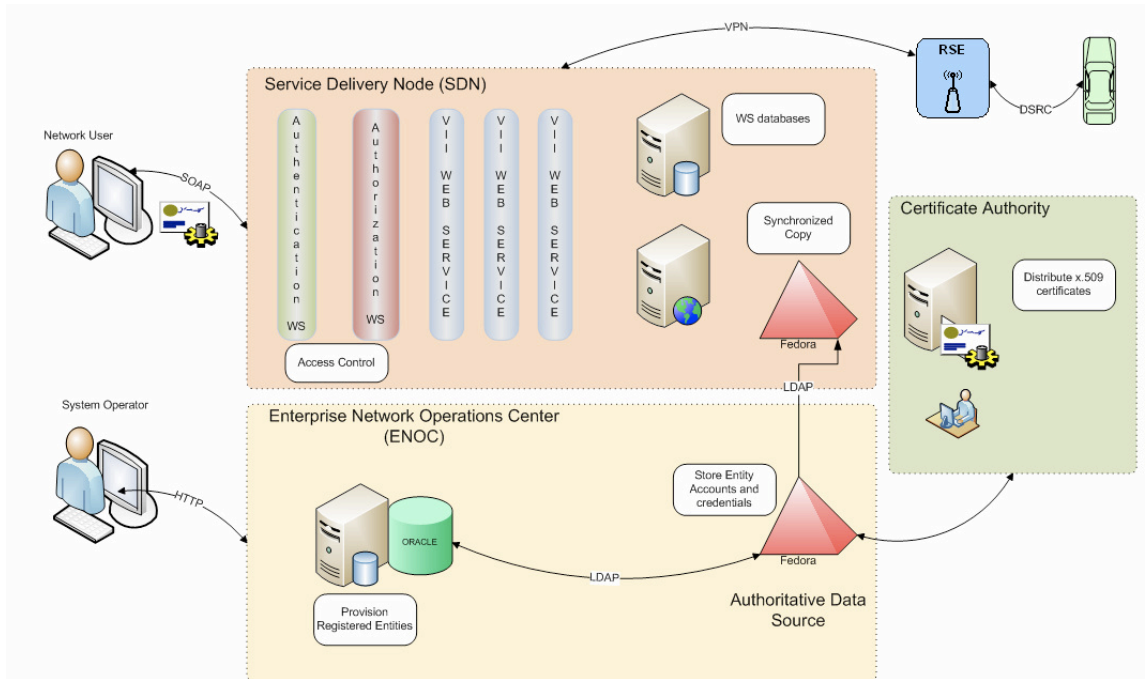 VPN
RSE
DSRC
Service Delivery Node (SDN)
Network User
SOAP
Authentication WS
Authorization WS
VII WEB SERVICE
VII WEB SERVICE
VII WEB SERVICE
WS databases
Synchronized
Copy
Fedora
Access Control
Certificate Authority
Distribute x.509
certificates
LDAP
System Operator
HTTP
Enterprise Network Operations Center
(ENOC)
Store Entity
Accounts and
credentials
ORACLE
Fedora
LDAP
Provision
Registered Entities
Authoritative Data
Source